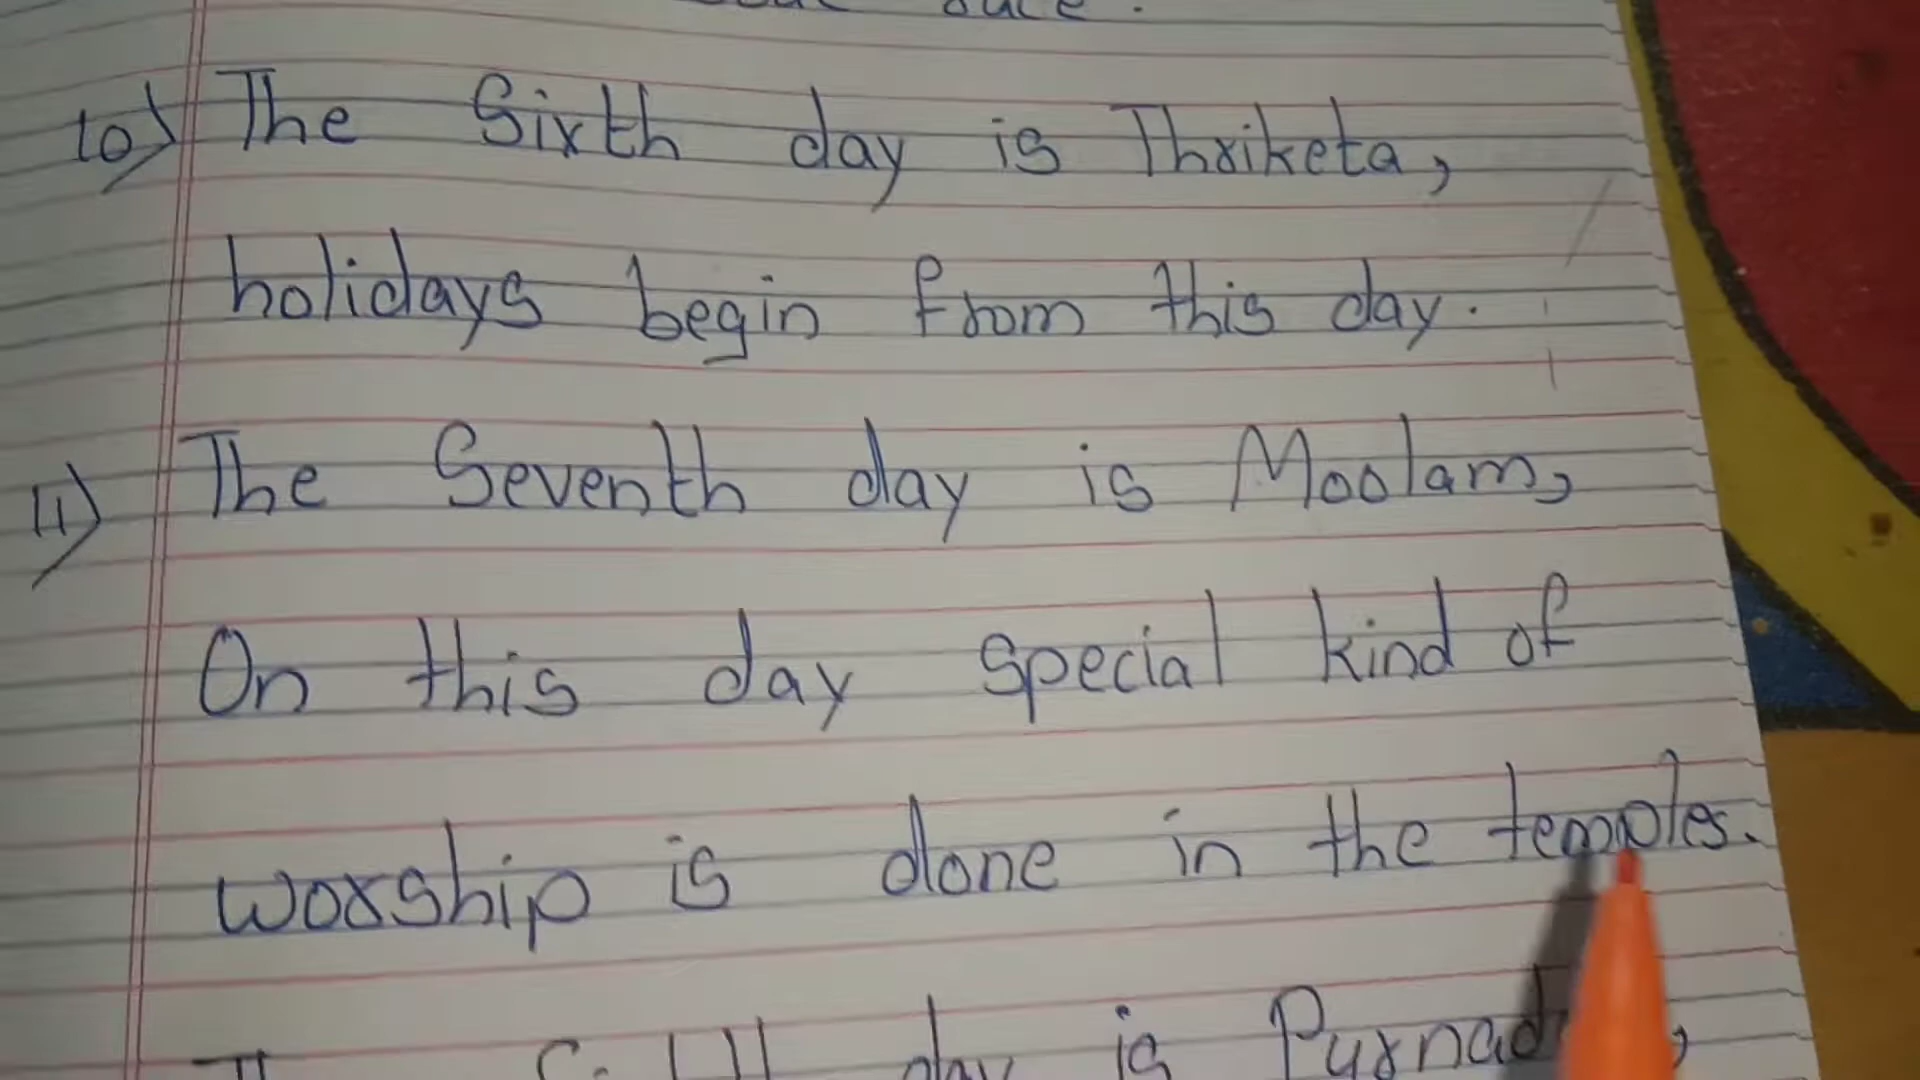 10) The Sixth day is Thriketa,
holidays begin from this day.
11) The Seventh day is Moolam,
On this day special kind of
worship is done in the temples.
day is